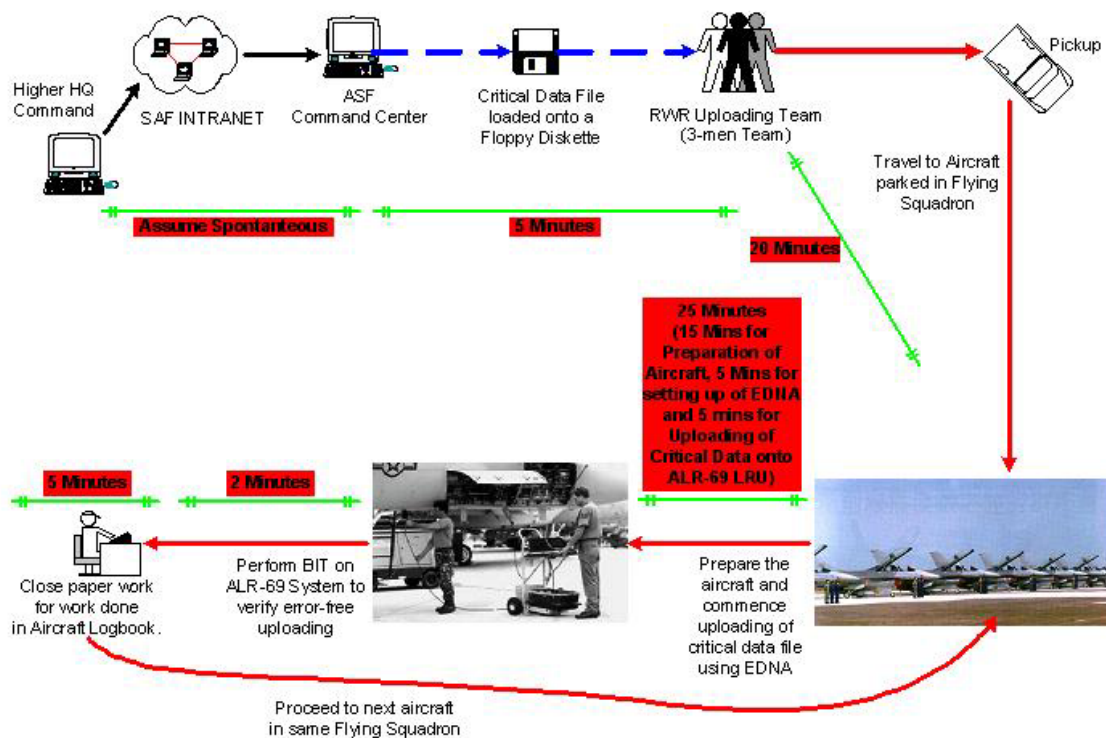 Higher HQ
Command
SAF INTRANET
ASF
Command Center
Critical Data File
loaded onto a
Floppy Diskette
RWR Uploading Team
(3-men Team)
Pickup
Travel to Aircraft
parked in Flying
Squadron
Assume Spontaneous
5 Minutes
20 Minutes
25 Minutes
(15 Mins for
Preparation of
Aircraft, 5 Mins for
setting up of EDNA
and 5 mins for
Uploading of
Critical Data onto
ALR-69 LRU)
5 Minutes
2 Minutes
Close paper work
for work done
in Aircraft Logbook.
Perform BIT on
ALR-69 System to
verify error-free
uploading
Prepare the
aircraft and
commence
uploading of
critical data file
using EDNA
Proceed to next aircraft
in same Flying Squadron